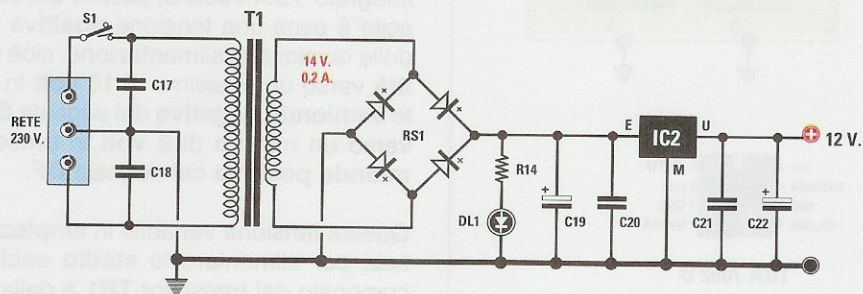 S1
T1
C17
14 V.
0,2 A.
RETE
230 V.
C18
RS1
E
IC2
U
12 V.
M
R14
DL1
C19
C20
C21
C22